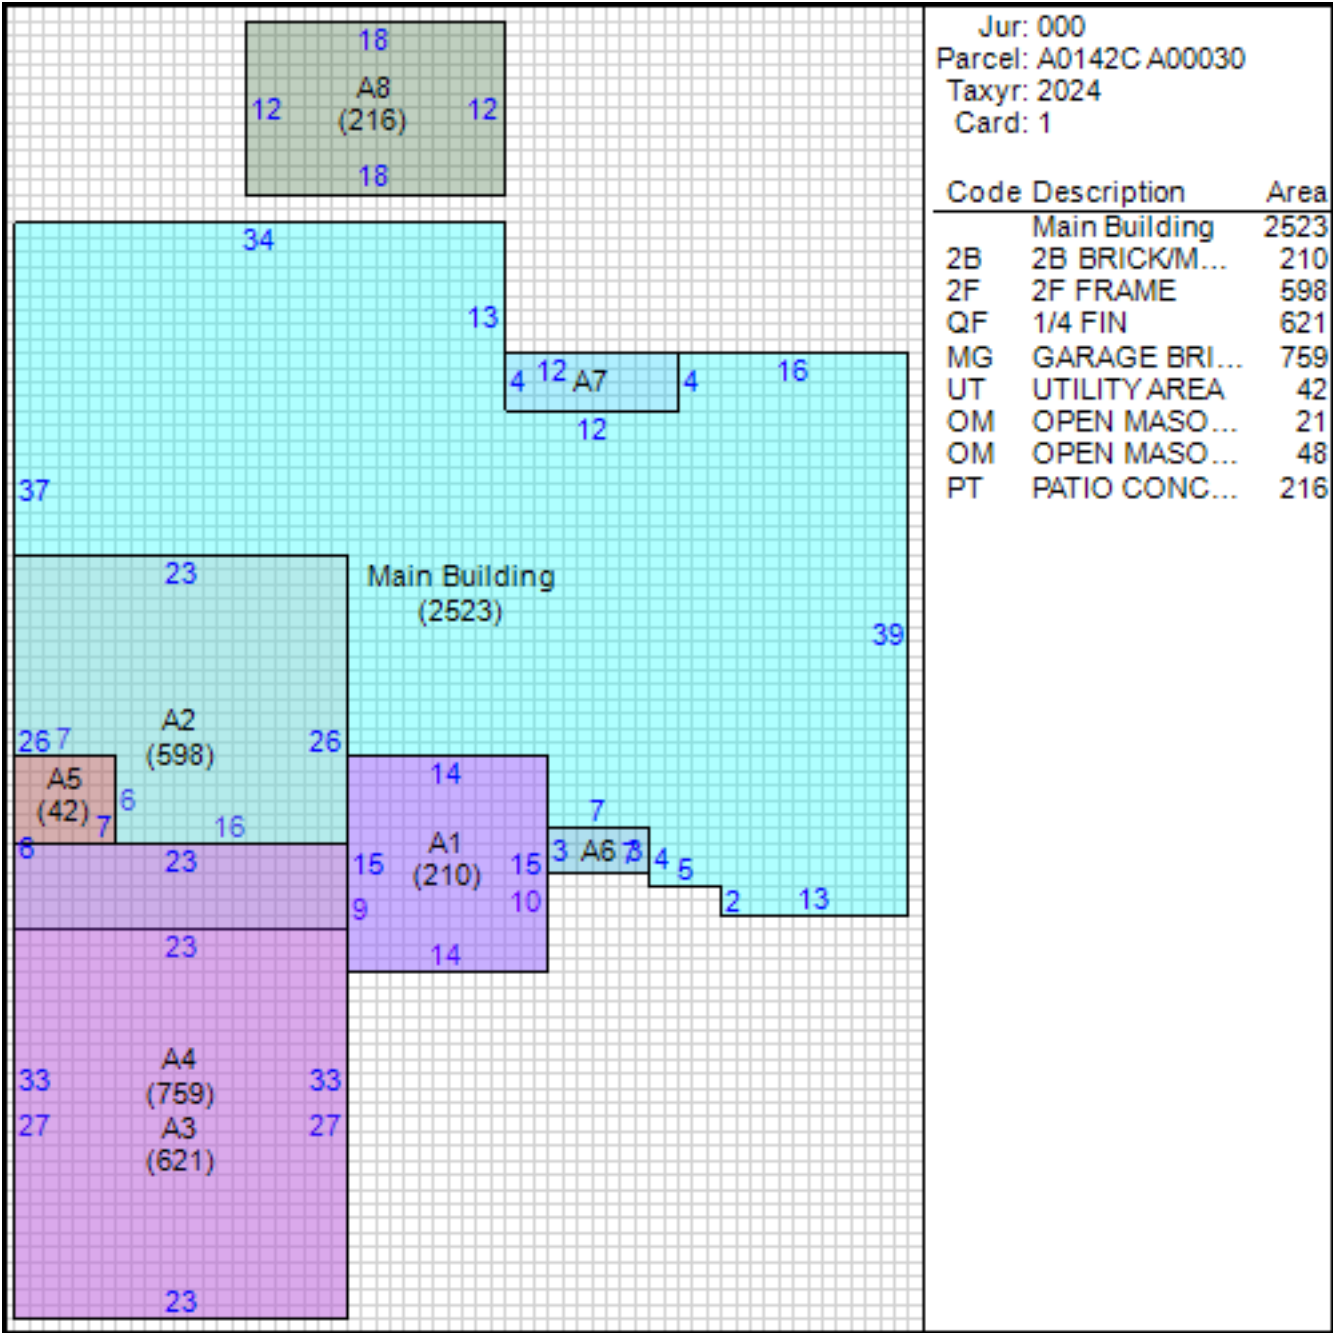 Jur: 000
Parcel: A0142C A00030
Taxyr: 2024
Card: 1
Code Description Area
Main Building 2523
2B 2B BRICK/M... 210
2F 2F FRAME 598
QF 1/4 FIN 621
MG GARAGE BRI... 759
UT UTILITY AREA 42
OM OPEN MASO... 21
OM OPEN MASO... 48
PT PATIO CONC... 216
18
A8
12 (216) 12
18
34
13
4 12 A7 4 16
12
37
23
Main Building
(2523)
39
A2
26 7 (598) 26
A5
(42) 6
7 16
6
23
14
A1
15 (210) 15
9 10
14
7
3 A6 7 3 4 5
2 13
23
A4
33 (759) 33
27 A3 27
(621)
23